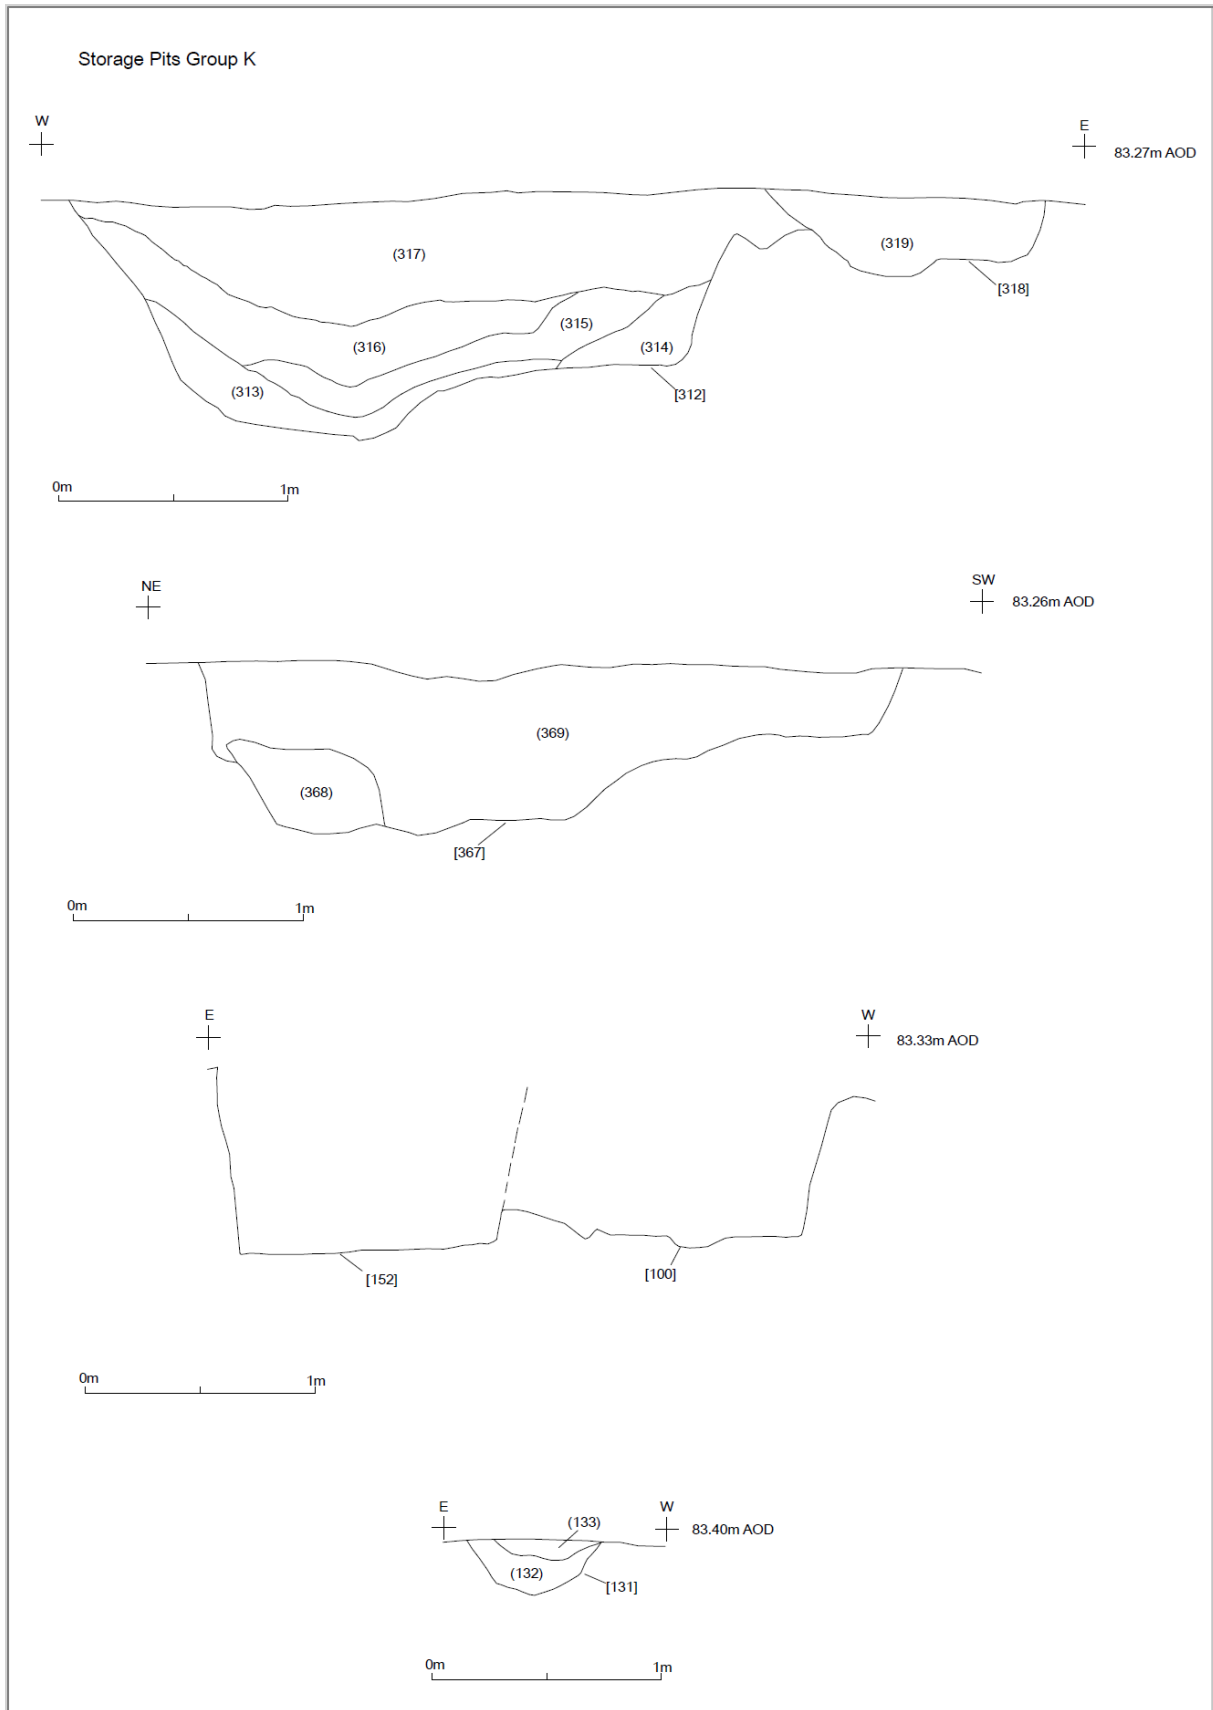 Storage Pits Group K
W
E
83.27m AOD
(317)
(319)
[318]
(315)
(316)
(314)
(313)
[312]
0m
1m
NE
SW
83.26m AOD
(369)
(368)
[367]
0m
1m
E
W
83.33m AOD
[152]
[100]
0m
1m
E
W
(133)
83.40m AOD
(132)
[131]
0m
1m